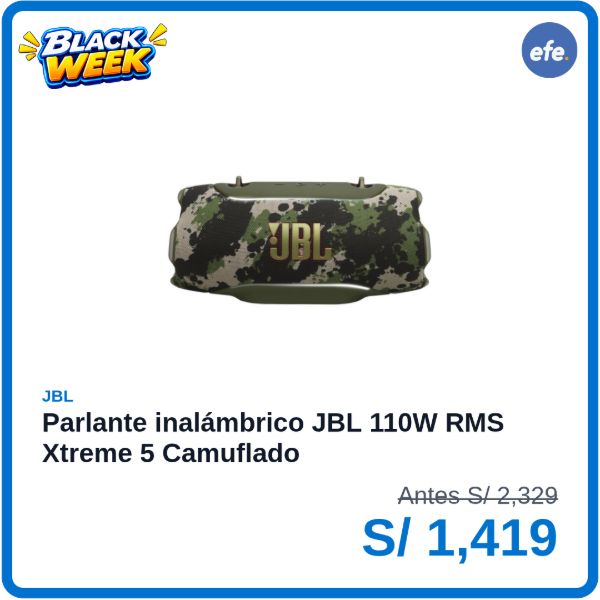 BLACK
WEEK
efe.
JBL
JBL
Parlante inalámbrico JBL 110W RMS
Xtreme 5 Camuflado
Antes S/ 2,329
S/ 1,419